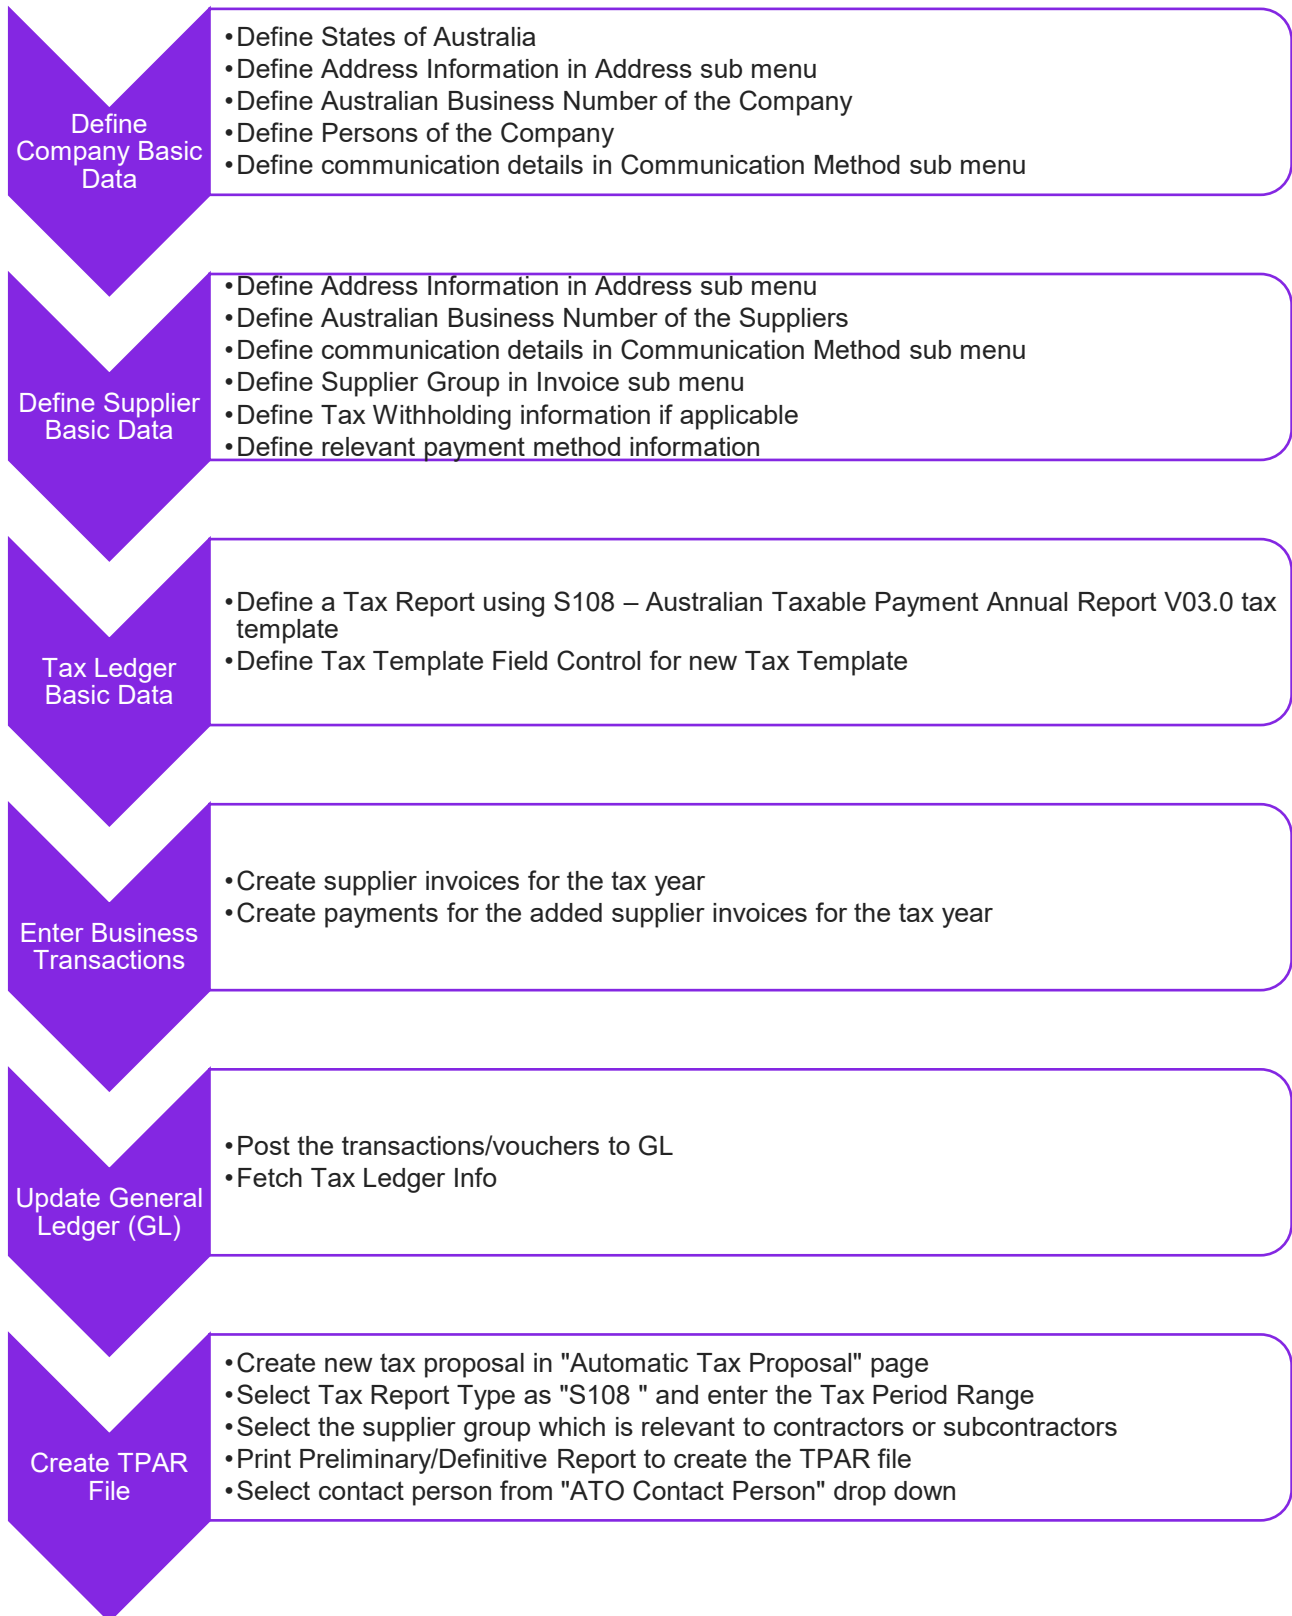 Define
Company Basic
Data
•Define States of Australia
•Define Address Information in Address sub menu
•Define Australian Business Number of the Company
•Define Persons of the Company
•Define communication details in Communication Method sub menu
Define Supplier
Basic Data
•Define Address Information in Address sub menu
•Define Australian Business Number of the Suppliers
•Define communication details in Communication Method sub menu
•Define Supplier Group in Invoice sub menu
•Define Tax Withholding information if applicable
•Define relevant payment method information
Tax Ledger
Basic Data
•Define a Tax Report using S108 – Australian Taxable Payment Annual Report V03.0 tax
template
•Define Tax Template Field Control for new Tax Template
Enter Business
Transactions
•Create supplier invoices for the tax year
•Create payments for the added supplier invoices for the tax year
Update General
Ledger (GL)
•Post the transactions/vouchers to GL
•Fetch Tax Ledger Info
Create TPAR
File
•Create new tax proposal in "Automatic Tax Proposal" page
•Select Tax Report Type as "S108 " and enter the Tax Period Range
•Select the supplier group which is relevant to contractors or subcontractors
•Print Preliminary/Definitive Report to create the TPAR file
•Select contact person from "ATO Contact Person" drop down